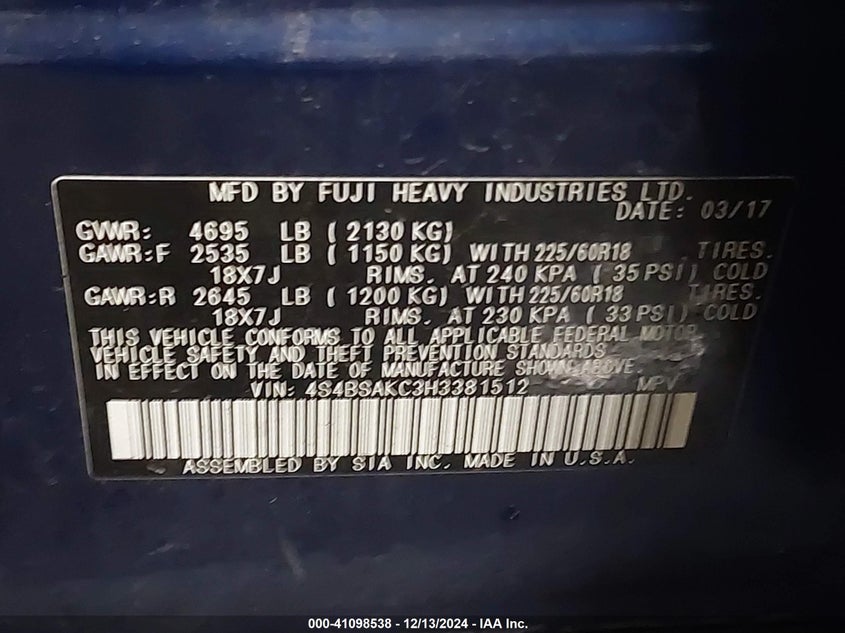 MFD BY FUJI HEAVY INDUSTRIES LTD.
DATE: 03/17
GVWR: 4695 LB ( 2130 KG)
GAWR:F 2535 LB ( 1150 KG) WITH 225/60R18 TIRES.
18X7J RIMS. AT 240 KPA ( 35 PSI) COLD
GAWR:R 2645 LB ( 1200 KG) WITH 225/60R18 TIRES.
18X7J RIMS. AT 230 KPA ( 33 PSI) COLD
THIS VEHICLE CONFORMS TO ALL APPLICABLE FEDERAL MOTOR
VEHICLE SAFETY AND THEFT PREVENTION STANDARDS
IN EFFECT ON THE DATE OF MANUFACTURE SHOWN ABOVE.
VIN: 4S4BSAKC3H3381512 MPV
ASSEMBLED BY SIA INC. MADE IN U.S.A.
000-41098538 - 12/13/2024 - IAA Inc.